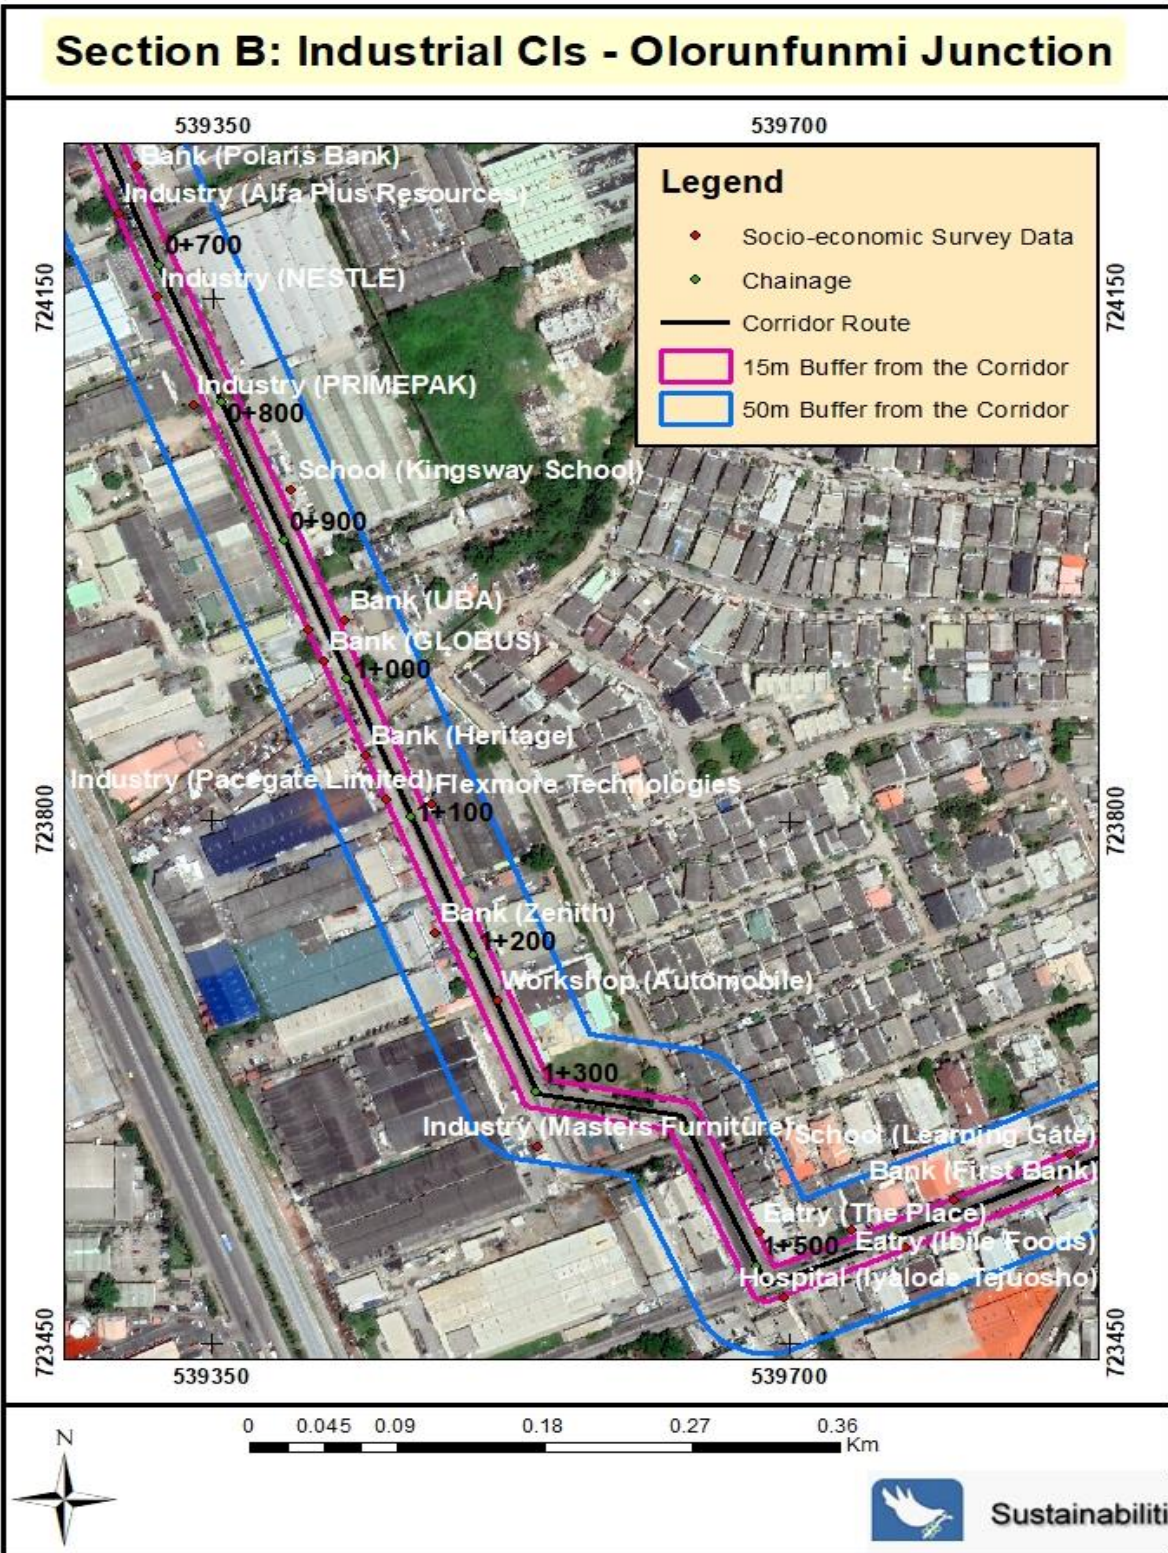 Section B: Industrial Cls - Olorunfunmi Junction
539350 539700
Bank (Polaris Bank)
Industry (Alfa Plus Resources)
0+700
Industry (NESTLE)
724150
724150
Legend
Socio-economic Survey Data
Chainage
Corridor Route
15m Buffer from the Corridor
50m Buffer from the Corridor
Industry (PRIMEPAK)
0+800
School (Kingsway School)
0+900
Bank (UBA)
Bank (GLOBUS)
1+000
Bank (Heritage)
Industry (Pacegate Limited)
Flexmore Technologies
1+100
723800
723800
Bank (Zenith)
1+200
Workshop (Automobile)
1+300
Industry (Masters Furniture)
School (Learning Gate)
Bank (First Bank)
Eatry (The Place)
1+500
Eatry (Ibile Foods)
Hospital (Iyalode Tejuosho)
723450
723450
539350 539700
N
0 0.045 0.09 0.18 0.27 0.36
Km
Sustainabiliti